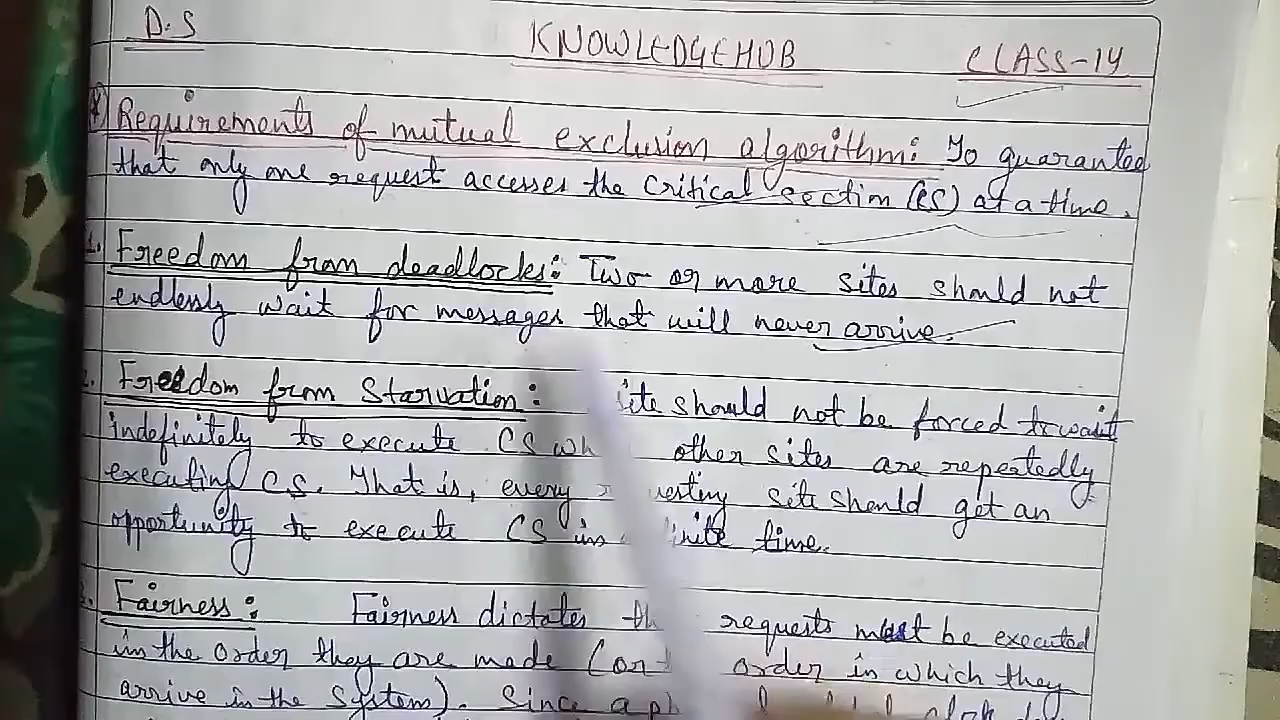 D.S KNOWLEDGEHUB CLASS-14
Requirements of mutual exclusion algorithm: To guarantee
that only one request accesses the critical section (CS) at a time.
1. Freedom from deadlocks: Two or more sites should not
endlessly wait for messages that will never arrive.
2. Freedom from Starvation: site should not be forced to wait
indefinitely to execute CS other sites are repeatedly
executing CS. That is, every site should get an
opportunity to execute CS in time.
3. Fairness: Fairness dictates requests must be executed
in the order they are made (or order in which they
arrive in the system). Since a